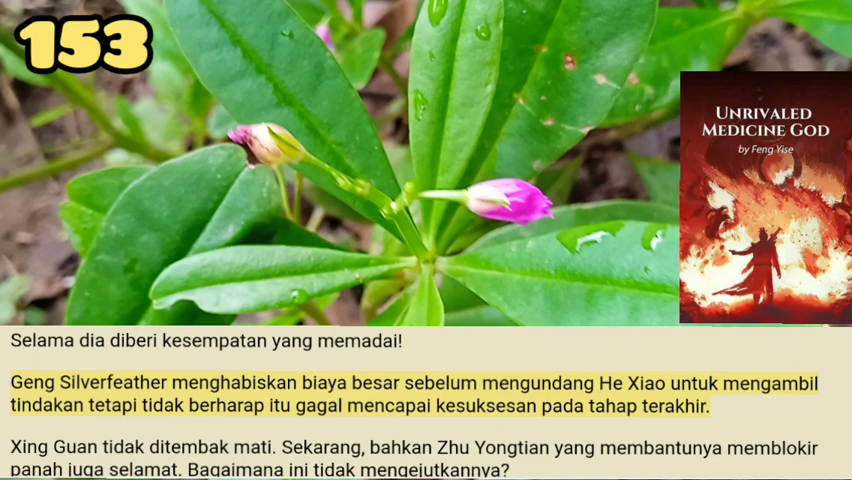 153
UNRIVALED
MEDICINE GOD
by Feng Yise
Selama dia diberi kesempatan yang memadai!
Geng Silverfeather menghabiskan biaya besar sebelum mengundang He Xiao untuk mengambil
tindakan tetapi tidak berharap itu gagal mencapai kesuksesan pada tahap terakhir.
Xing Guan tidak ditembak mati. Sekarang, bahkan Zhu Yongtian yang membantunya memblokir
panah juga selamat. Bagaimana ini tidak mengejutkannya?